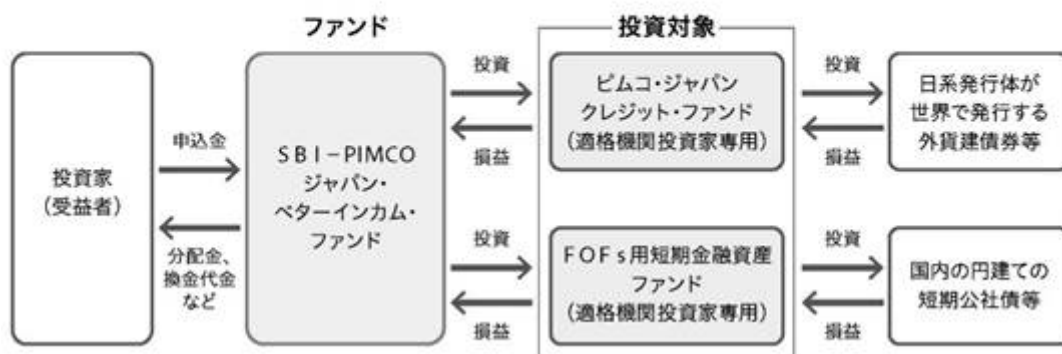 ファンド
投資対象
投資家
（受益者）
申込金
分配金、
換金代金
など
ＳＢＩ－PIMCO
ジャパン・
ベターインカム・
ファンド
投資
損益
ピムコ・ジャパン
クレジット・ファンド
（適格機関投資家専用）
投資
損益
日系発行体が
世界で発行する
外貨建債券等
投資
損益
ＦＯＦｓ用短期金融資産
ファンド
（適格機関投資家専用）
投資
損益
国内の円建ての
短期公社債等